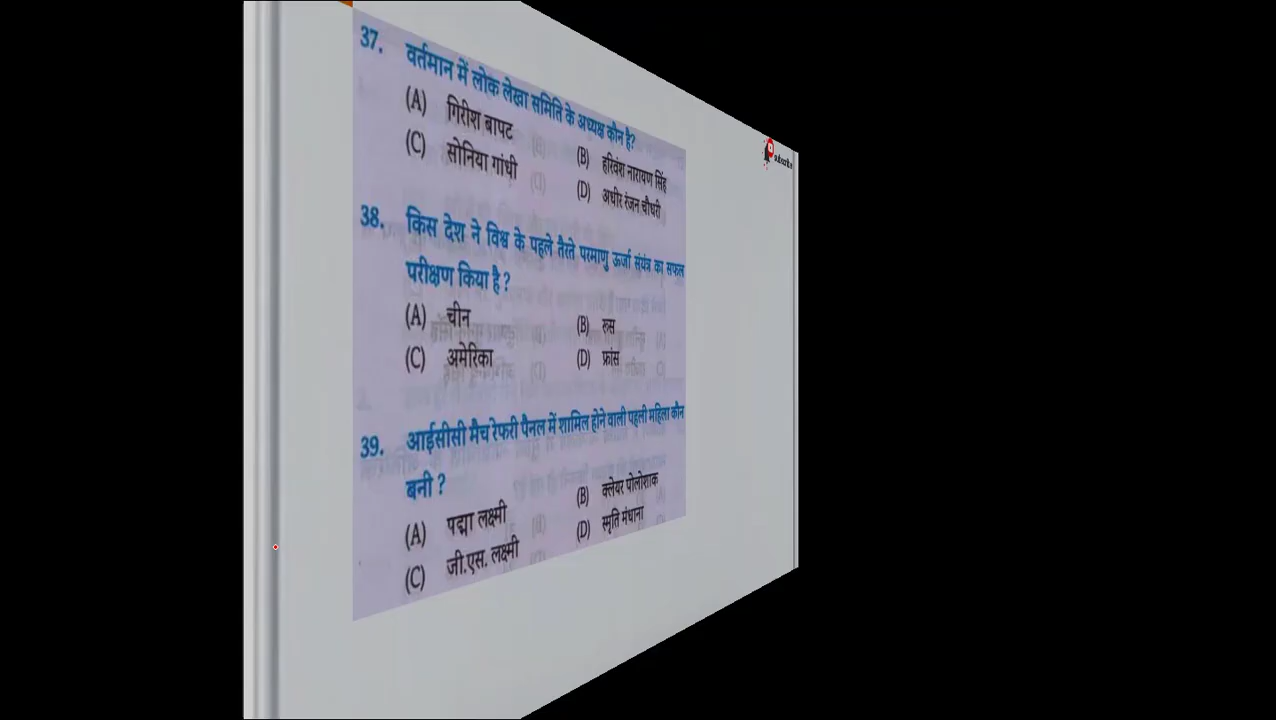 37. वर्तमान में लोक लेखा समिति के अध्यक्ष कौन है?
(A) गिरीश बापट (B) हरिवंश नारायण सिंह
(C) सोनिया गांधी (D) अधीर रंजन चौधरी
38. किस देश ने विश्व के पहले तैरते परमाणु ऊर्जा संयंत्र का सफल
परीक्षण किया है ?
(A) चीन (B) रूस
(C) अमेरिका (D) फ्रांस
39. आईसीसी मैच रेफरी पैनल में शामिल होने वाली पहली महिला कौन
बनी ?
(A) पद्मा लक्ष्मी (B) क्लेयर पोलोशाक
(C) जी.एस. लक्ष्मी (D) स्मृति मंधाना
subscribe